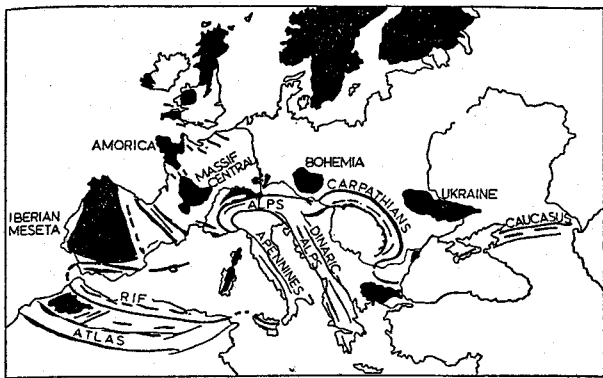 AMORICA
MASSIF
CENTRAL
BOHEMIA
CARPATHIANS
UKRAINE
CAUCASUS
IBERIAN
MESETA
ALPS
DINARIC
ALPS
APENNINES
RIF
ATLAS